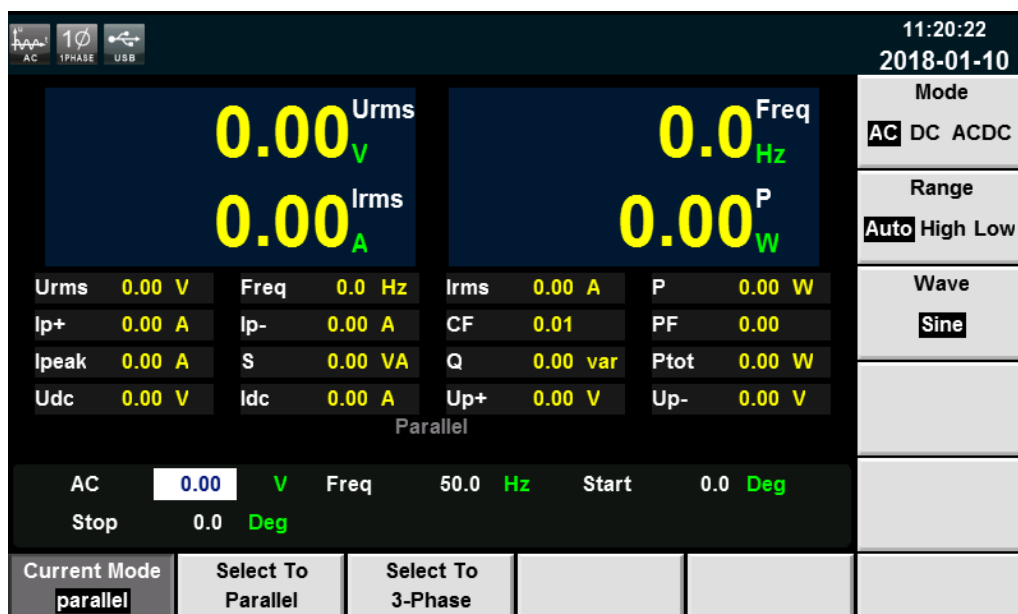 U t 1Ø
AC 1PHASE USB
11:20:22
2018-01-10
0.00 Urms V
0.0 Freq Hz
0.00 Irms A
0.00 P W
Urms 0.00 V Freq 0.0 Hz Irms 0.00 A P 0.00 W
Ip+ 0.00 A Ip- 0.00 A CF 0.01 PF 0.00
Ipeak 0.00 A S 0.00 VA Q 0.00 var Ptot 0.00 W
Udc 0.00 V Idc 0.00 A Up+ 0.00 V Up- 0.00 V
Parallel
AC 0.00 V Freq 50.0 Hz Start 0.0 Deg
Stop 0.0 Deg
Mode
AC DC ACDC
Range
Auto High Low
Wave
Sine
Current Mode
parallel
Select To
Parallel
Select To
3-Phase